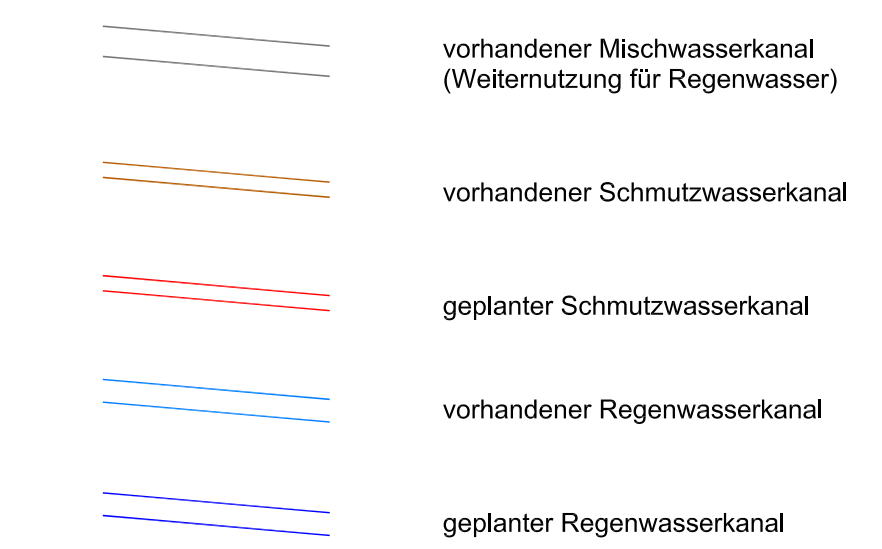 vorhandener Mischwasserkanal
(Weiternutzung für Regenwasser)
vorhandener Schmutzwasserkanal
geplanter Schmutzwasserkanal
vorhandener Regenwasserkanal
geplanter Regenwasserkanal